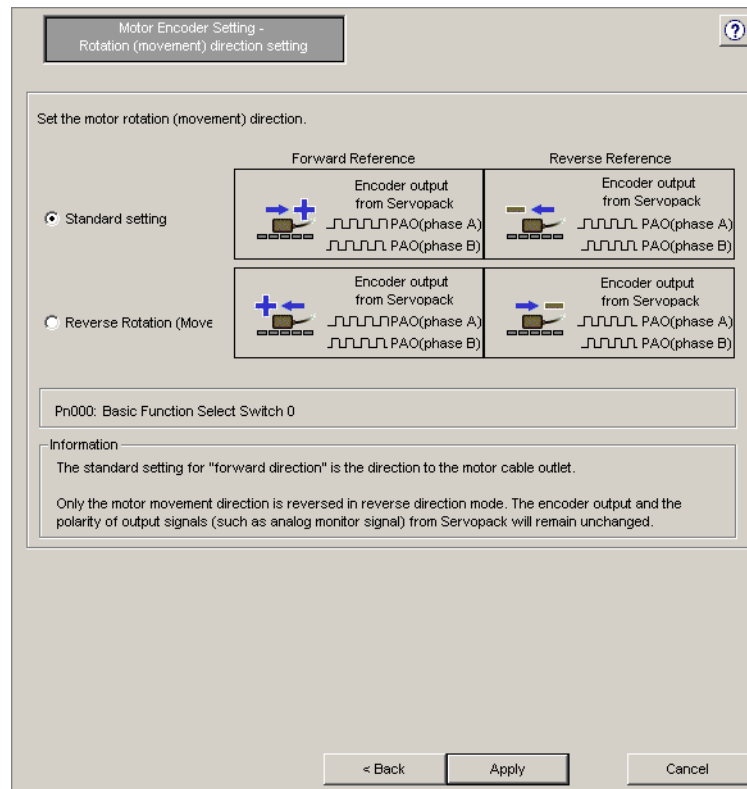 Motor Encoder Setting -
Rotation (movement) direction setting
?
Set the motor rotation (movement) direction.
Forward Reference
Reverse Reference
Standard setting
Encoder output
from Servopack
PAO(phase A)
PAO(phase B)
Encoder output
from Servopack
PAO(phase A)
PAO(phase B)
Reverse Rotation (Move
Encoder output
from Servopack
PAO(phase A)
PAO(phase B)
Encoder output
from Servopack
PAO(phase A)
PAO(phase B)
Pn000: Basic Function Select Switch 0
Information
The standard setting for "forward direction" is the direction to the motor cable outlet.
Only the motor movement direction is reversed in reverse direction mode. The encoder output and the
polarity of output signals (such as analog monitor signal) from Servopack will remain unchanged.
< Back
Apply
Cancel